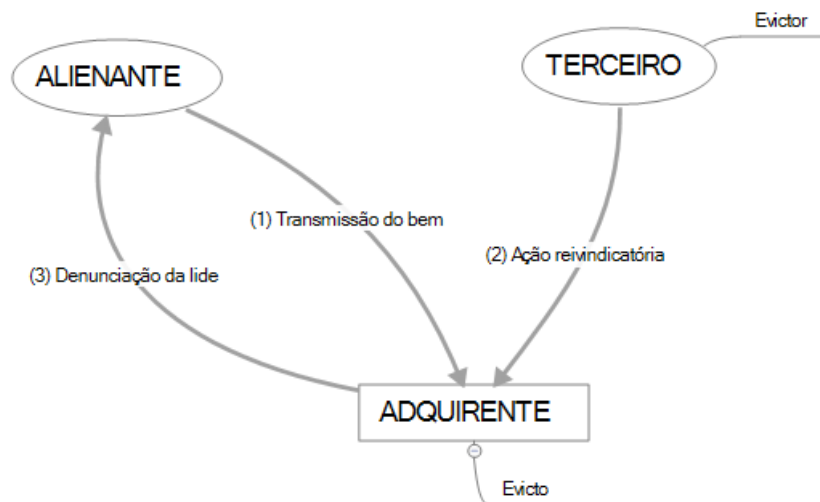 Evictor
ALIENANTE
TERCEIRO
(1) Transmissão do bem
(2) Ação reivindicatória
(3) Denunciação da lide
ADQUIRENTE
Evicto